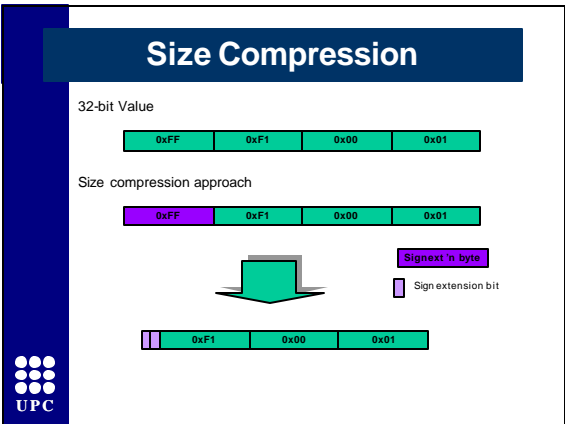 Size Compression
32-bit Value
0xFF 0xF1 0x00 0x01
Size compression approach
0xFF 0xF1 0x00 0x01
Signext'n byte
Sign extension bit
0xF1 0x00 0x01
UPC